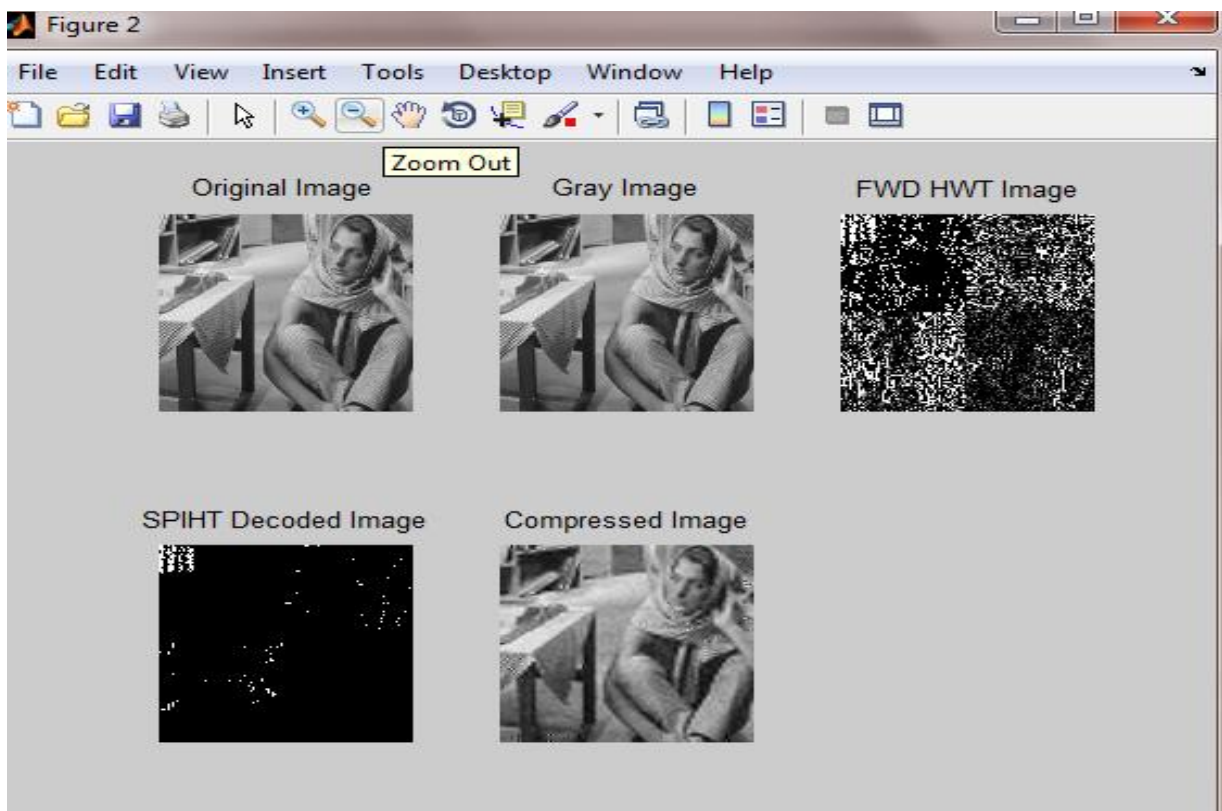 Figure 2
File Edit View Insert Tools Desktop Window Help
Zoom Out
Original Image Gray Image FWD HWT Image
SPIHT Decoded Image Compressed Image